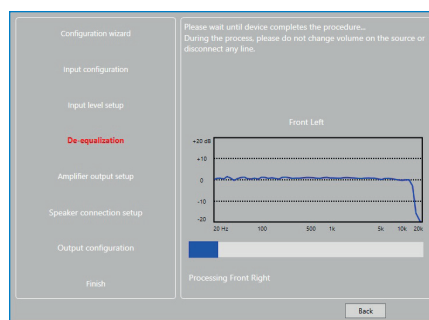 Configuration wizard
Input configuration
Input level setup
De-equalization
Amplifier output setup
Speaker connection setup
Output configuration
Finish
Please wait until device completes the procedure...
During the process, please do not change volume on the source or
disconnect any line.
Front Left
+20 dB
+10
0
-10
-20
20 Hz 100 500 1k 5k 10k 20k
Processing Front Right
Back